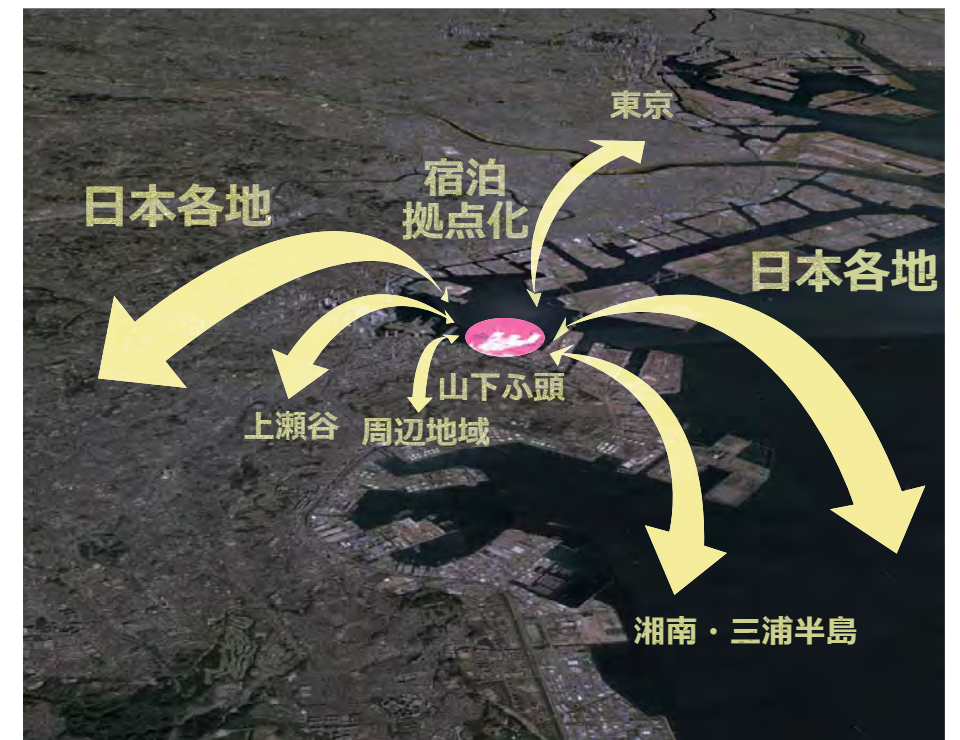 東京
宿泊
拠点化
日本各地
日本各地
山下ふ頭
上瀬谷
周辺地域
湘南・三浦半島